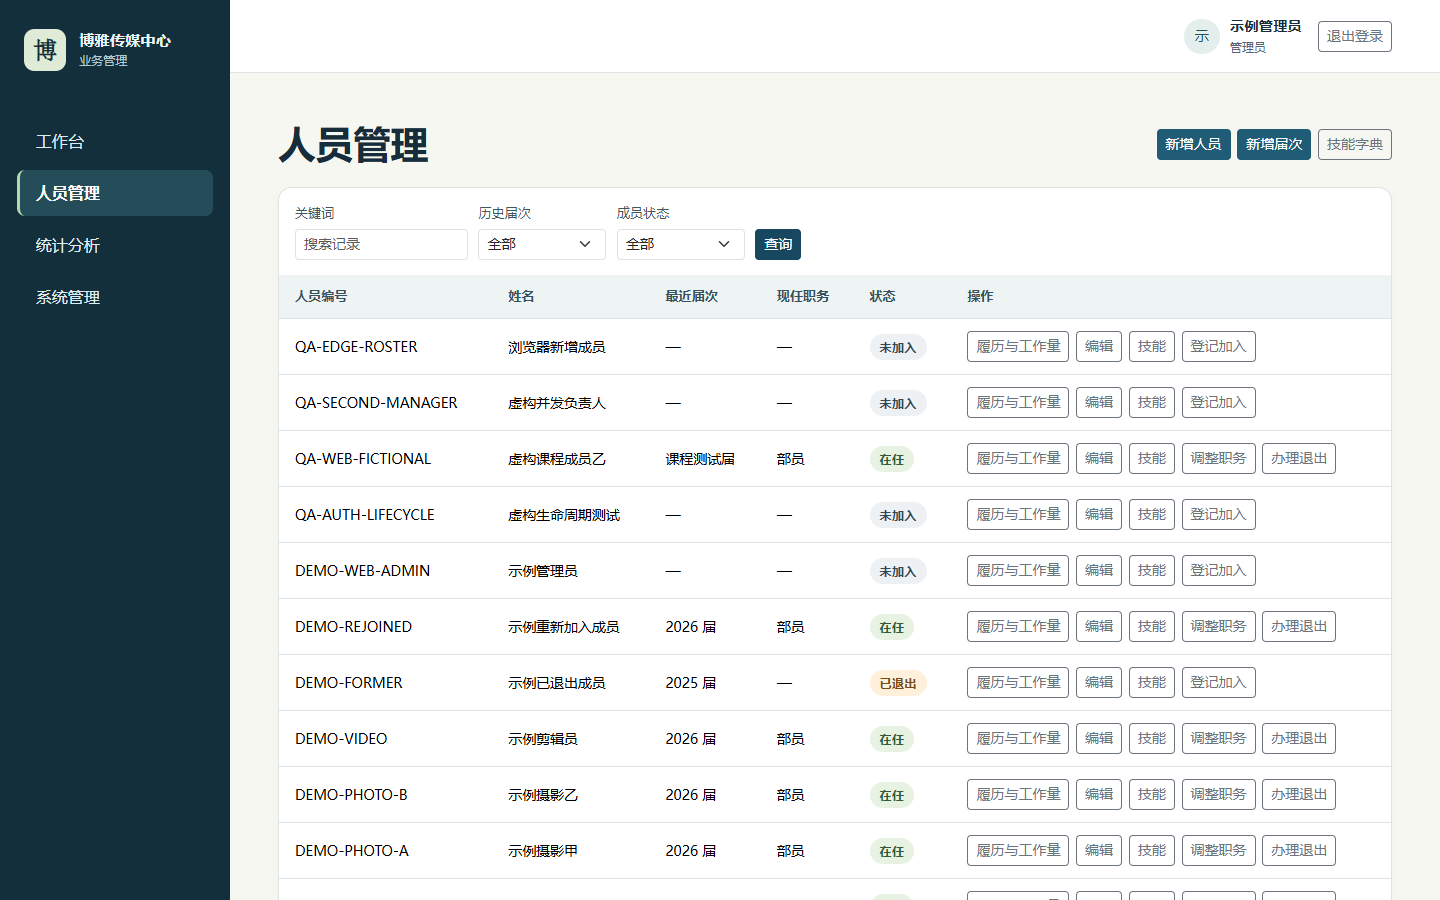 博
博雅传媒中心
业务管理
工作台
人员管理
统计分析
系统管理
示
示例管理员
管理员
退出登录
人员管理
新增人员 新增届次 技能字典
关键词 历史届次 成员状态
搜索记录 全部 全部 查询
人员编号 姓名 最近届次 现任职务 状态 操作
QA-EDGE-ROSTER 浏览器新增成员 — — 未加入 履历与工作量 编辑 技能 登记加入
QA-SECOND-MANAGER 虚构并发负责人 — — 未加入 履历与工作量 编辑 技能 登记加入
QA-WEB-FICTIONAL 虚构课程成员乙 课程测试届 部员 在任 履历与工作量 编辑 技能 调整职务 办理退出
QA-AUTH-LIFECYCLE 虚构生命周期测试 — — 未加入 履历与工作量 编辑 技能 登记加入
DEMO-WEB-ADMIN 示例管理员 — — 未加入 履历与工作量 编辑 技能 登记加入
DEMO-REJOINED 示例重新加入成员 2026 届 部员 在任 履历与工作量 编辑 技能 调整职务 办理退出
DEMO-FORMER 示例已退出成员 2025 届 — 已退出 履历与工作量 编辑 技能 登记加入
DEMO-VIDEO 示例剪辑员 2026 届 部员 在任 履历与工作量 编辑 技能 调整职务 办理退出
DEMO-PHOTO-B 示例摄影乙 2026 届 部员 在任 履历与工作量 编辑 技能 调整职务 办理退出
DEMO-PHOTO-A 示例摄影甲 2026 届 部员 在任 履历与工作量 编辑 技能 调整职务 办理退出